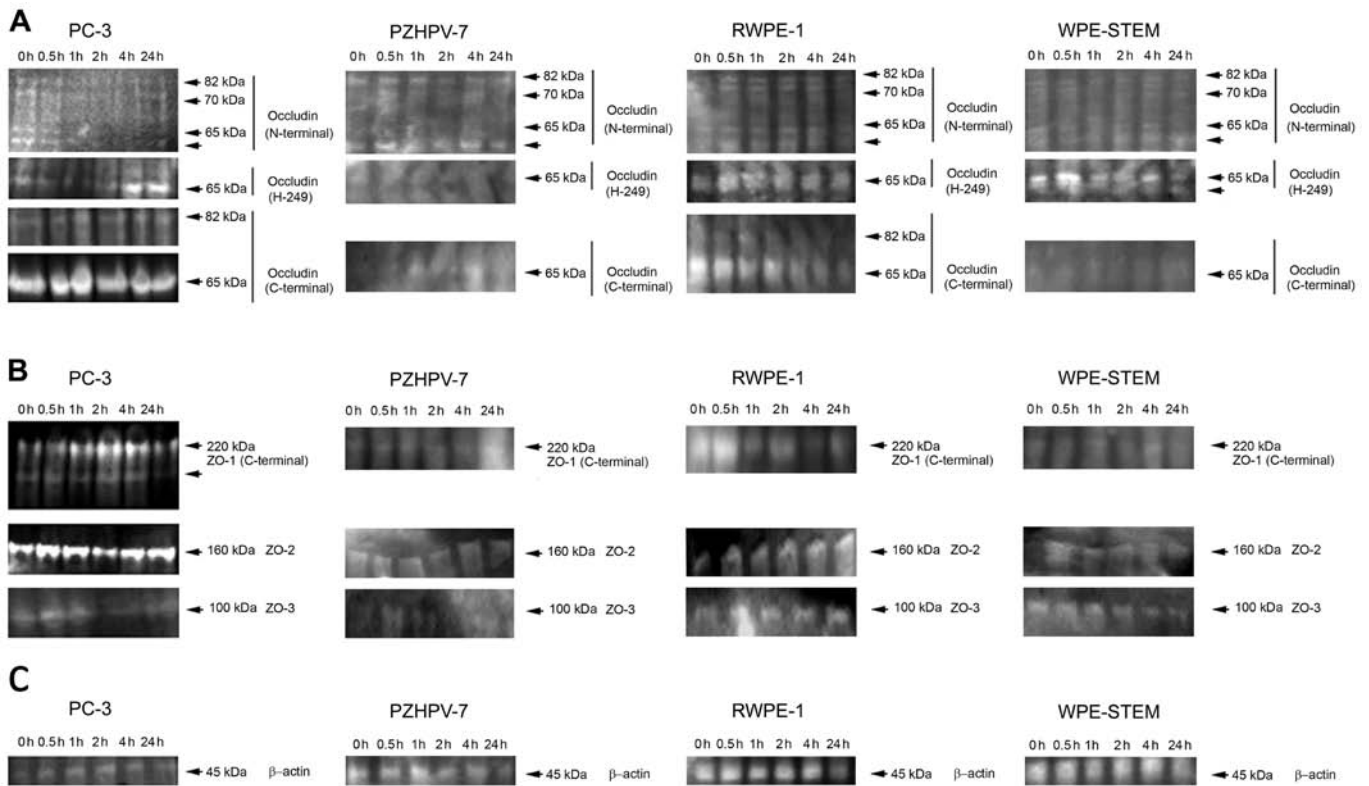 A
PC-3 PZHPV-7 RWPE-1 WPE-STEM
0h 0.5h 1h 2h 4h 24h 0h 0.5h 1h 2h 4h 24h 0h 0.5h 1h 2h 4h 24h 0h 0.5h 1h 2h 4h 24h
82 kDa 82 kDa 82 kDa 82 kDa
70 kDa 70 kDa 70 kDa 70 kDa
Occludin Occludin Occludin Occludin
(N-terminal) (N-terminal) (N-terminal) (N-terminal)
65 kDa 65 kDa 65 kDa 65 kDa
65 kDa Occludin 65 kDa Occludin 65 kDa Occludin 65 kDa Occludin
(H-249) (H-249) (H-249) (H-249)
82 kDa 82 kDa
65 kDa Occludin 65 kDa Occludin 65 kDa Occludin 65 kDa Occludin
(C-terminal) (C-terminal) (C-terminal) (C-terminal)
B
PC-3 PZHPV-7 RWPE-1 WPE-STEM
0h 0.5h 1h 2h 4h 24h 0h 0.5h 1h 2h 4h 24h 0h 0.5h 1h 2h 4h 24h 0h 0.5h 1h 2h 4h 24h
220 kDa 220 kDa 220 kDa 220 kDa
ZO-1 (C-terminal) ZO-1 (C-terminal) ZO-1 (C-terminal) ZO-1 (C-terminal)
160 kDa ZO-2 160 kDa ZO-2 160 kDa ZO-2 160 kDa ZO-2
100 kDa ZO-3 100 kDa ZO-3 100 kDa ZO-3 100 kDa ZO-3
C
PC-3 PZHPV-7 RWPE-1 WPE-STEM
0h 0.5h 1h 2h 4h 24h 0h 0.5h 1h 2h 4h 24h 0h 0.5h 1h 2h 4h 24h 0h 0.5h 1h 2h 4h 24h
45 kDa β–actin 45 kDa β–actin 45 kDa β–actin 45 kDa β–actin